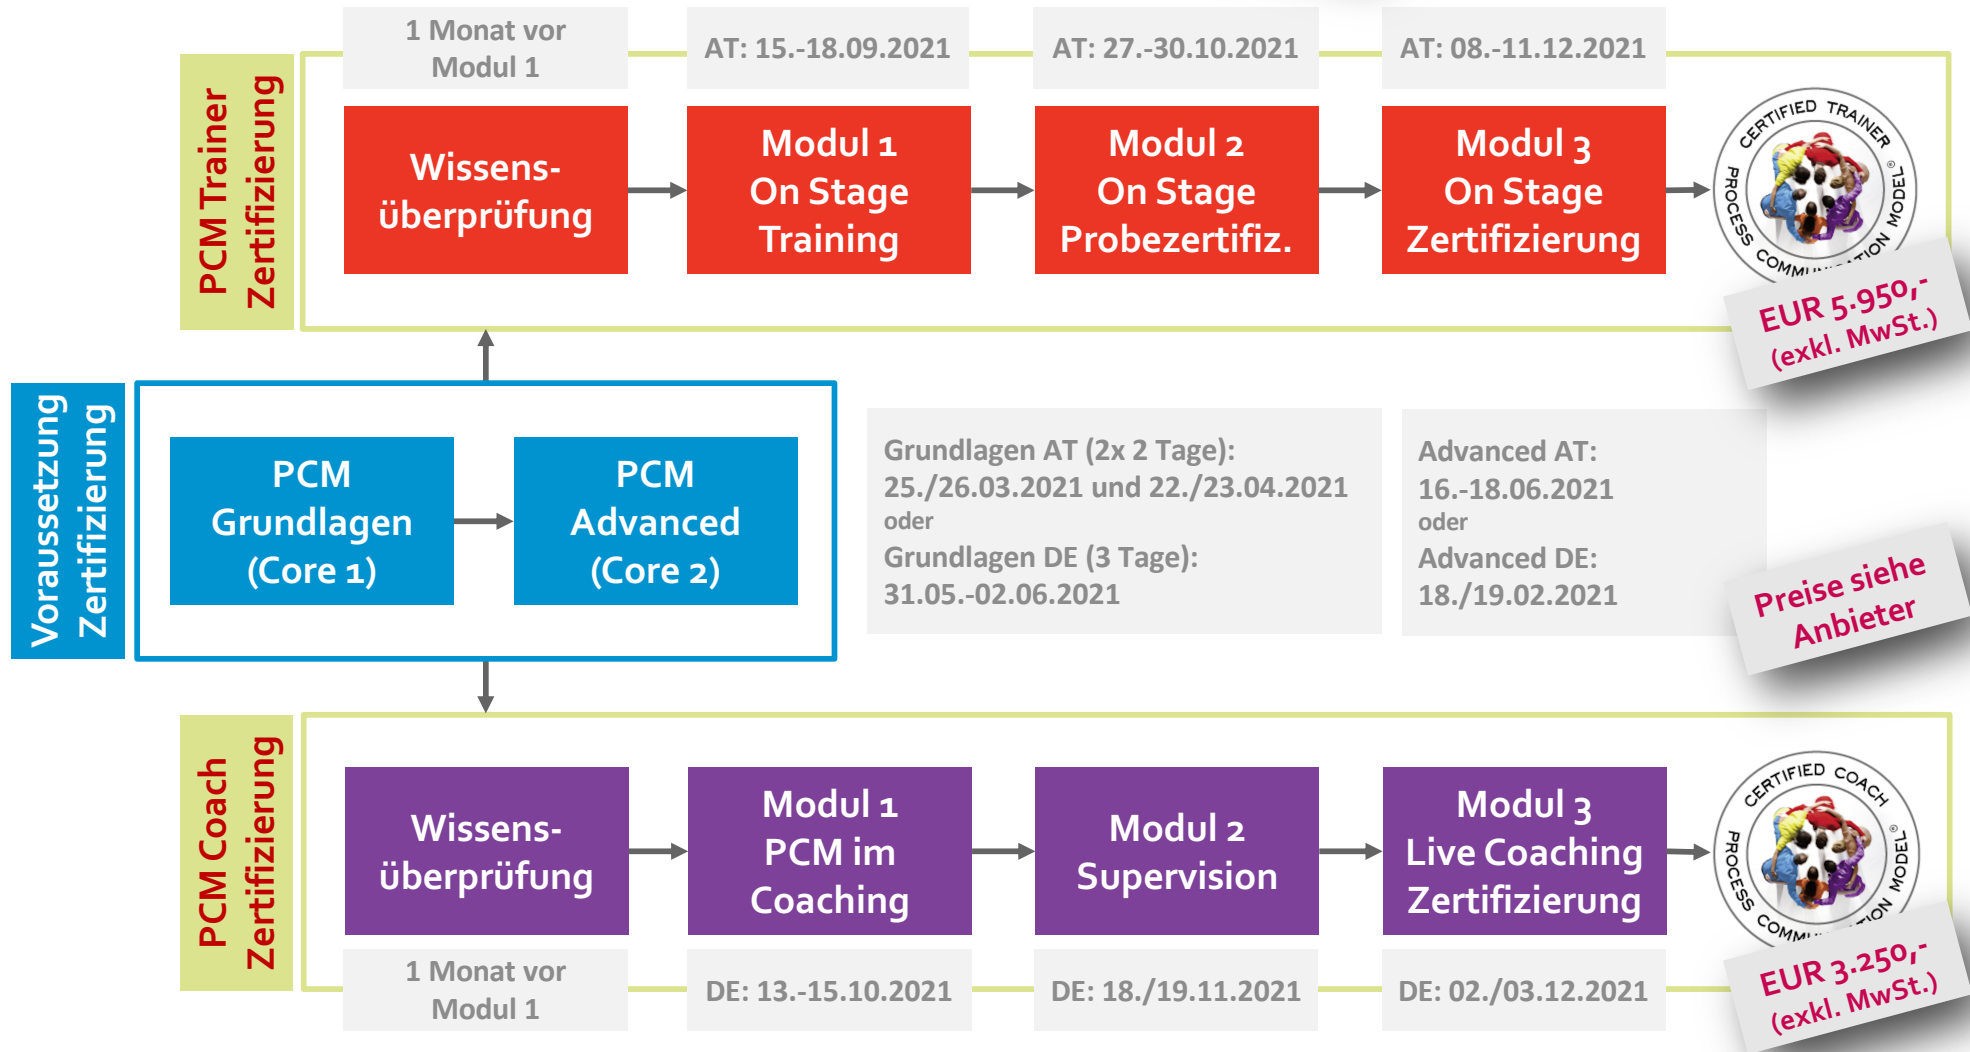 1 Monat vor
Modul 1
AT: 15.-18.09.2021
AT: 27.-30.10.2021
AT: 08.-11.12.2021
PCM Trainer
Zertifizierung
Wissens-
überprüfung
Modul 1
On Stage
Training
Modul 2
On Stage
Probezertifiz.
Modul 3
On Stage
Zertifizierung
CERTIFIED TRAINER
PROCESS COMMUNICATION MODEL®
EUR 5.950,-
(exkl. MwSt.)
Voraussetzung
Zertifizierung
PCM
Grundlagen
(Core 1)
PCM
Advanced
(Core 2)
Grundlagen AT (2x 2 Tage):
25./26.03.2021 und 22./23.04.2021
oder
Grundlagen DE (3 Tage):
31.05.-02.06.2021
Advanced AT:
16.-18.06.2021
oder
Advanced DE:
18./19.02.2021
Preise siehe
Anbieter
PCM Coach
Zertifizierung
Wissens-
überprüfung
Modul 1
PCM im
Coaching
Modul 2
Supervision
Modul 3
Live Coaching
Zertifizierung
CERTIFIED COACH
PROCESS COMMUNICATION MODEL®
EUR 3.250,-
(exkl. MwSt.)
1 Monat vor
Modul 1
DE: 13.-15.10.2021
DE: 18./19.11.2021
DE: 02./03.12.2021